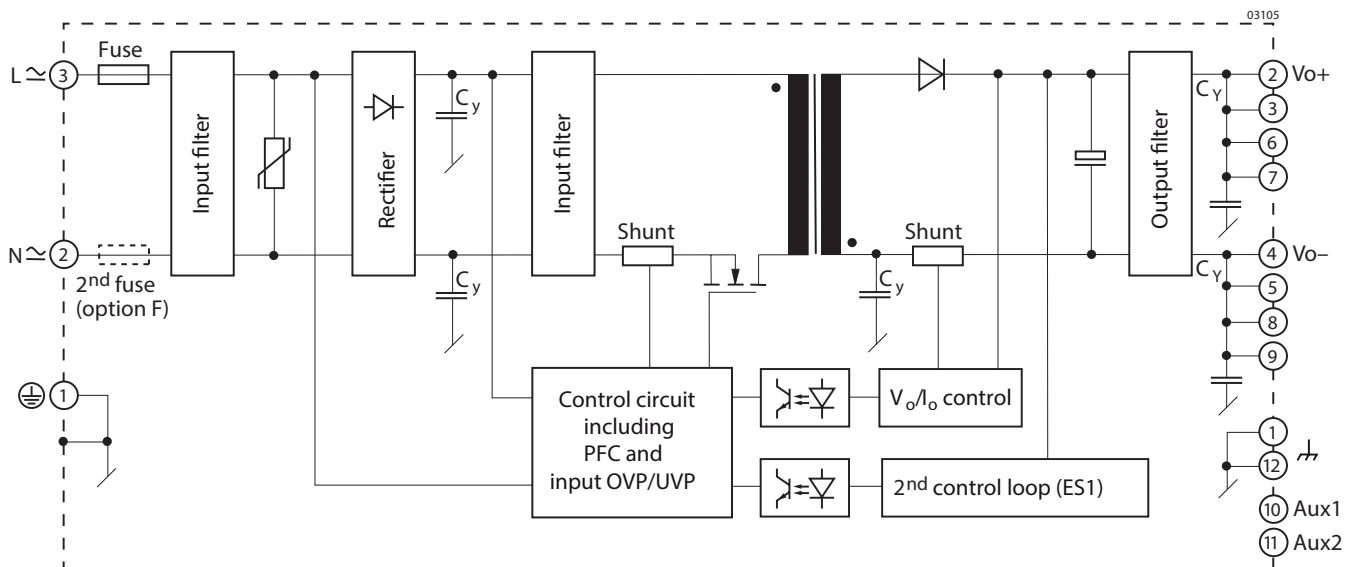 03105
Fuse
L 3
Input filter
Rectifier
C y
Input filter
C Y
2 Vo+
3
6
7
Output filter
N 2
2nd fuse
(option F)
C y
Shunt
Shunt
C y
C Y
4 Vo–
5
8
9
1
Control circuit
including
PFC and
input OVP/UVP
Vo/Io control
2nd control loop (ES1)
1
12
10 Aux1
11 Aux2